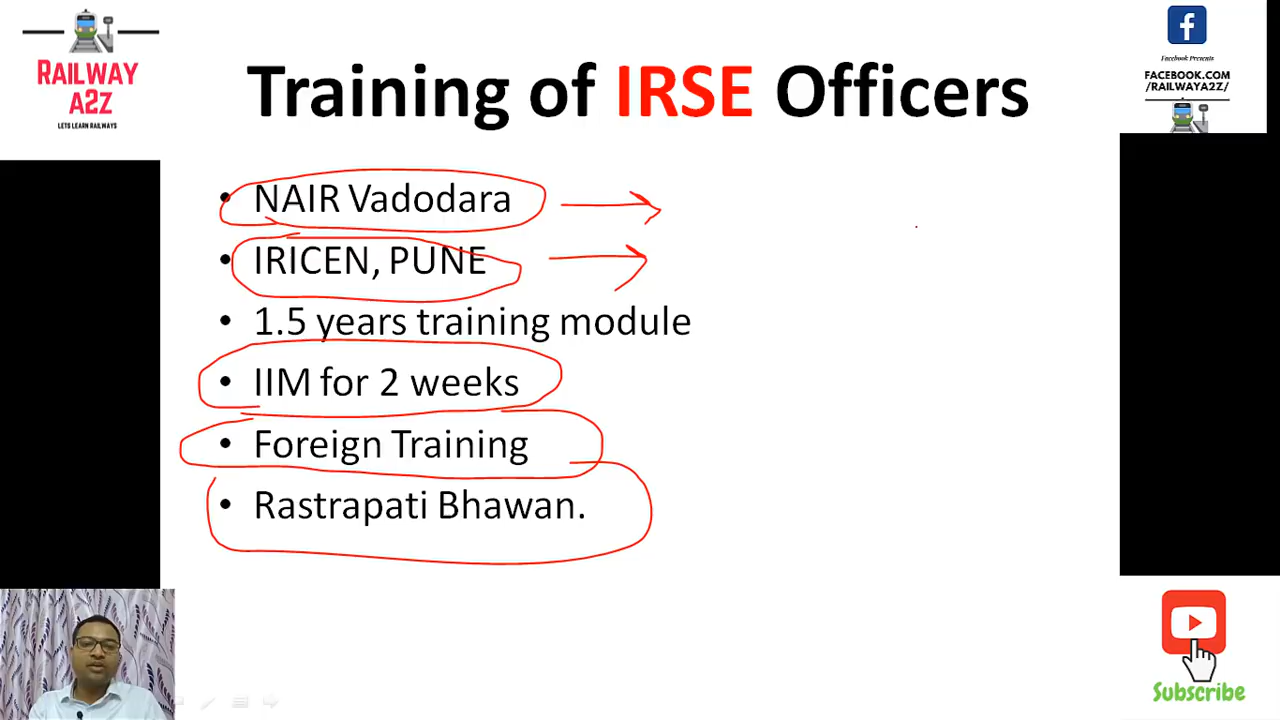 RAILWAY
A2Z
LETS LEARN RAILWAYS
Training of IRSE Officers
Facebook Presents
FACEBOOK.COM
/RAILWAYA2Z/
• NAIR Vadodara
• IRICEN, PUNE
• 1.5 years training module
• IIM for 2 weeks
• Foreign Training
• Rastrapati Bhawan.
Subscribe